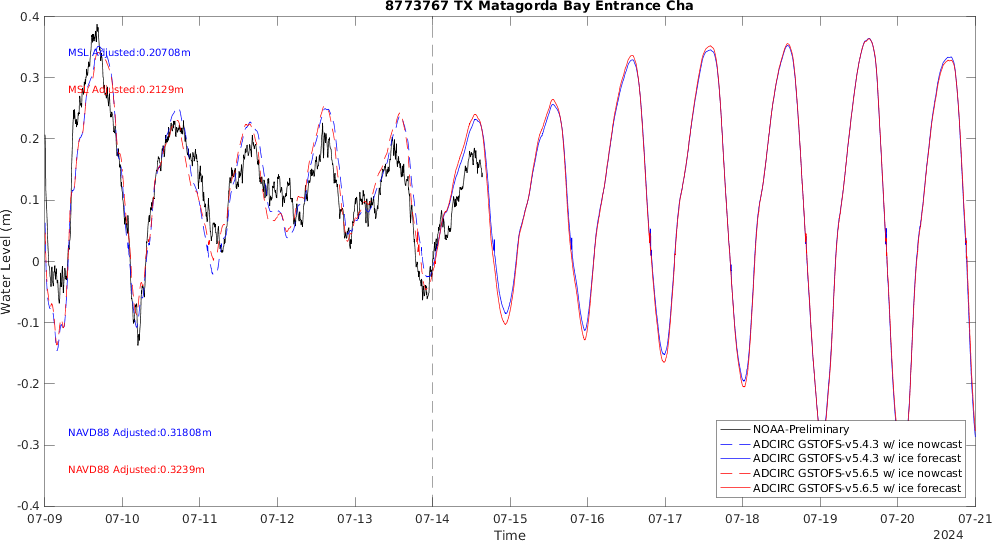 8773767 TX Matagorda Bay Entrance Cha
0.4
0.3
0.2
0.1
0
-0.1
-0.2
-0.3
-0.4
Water Level (m)
MSL Adjusted:0.20708m
MSL Adjusted:0.2129m
NAVD88 Adjusted:0.31808m
NAVD88 Adjusted:0.3239m
NOAA-Preliminary
ADCIRC GSTOFS-v5.4.3 w/ ice nowcast
ADCIRC GSTOFS-v5.4.3 w/ ice forecast
ADCIRC GSTOFS-v5.6.5 w/ ice nowcast
ADCIRC GSTOFS-v5.6.5 w/ ice forecast
07-09 07-10 07-11 07-12 07-13 07-14 07-15 07-16 07-17 07-18 07-19 07-20 07-21
Time
2024